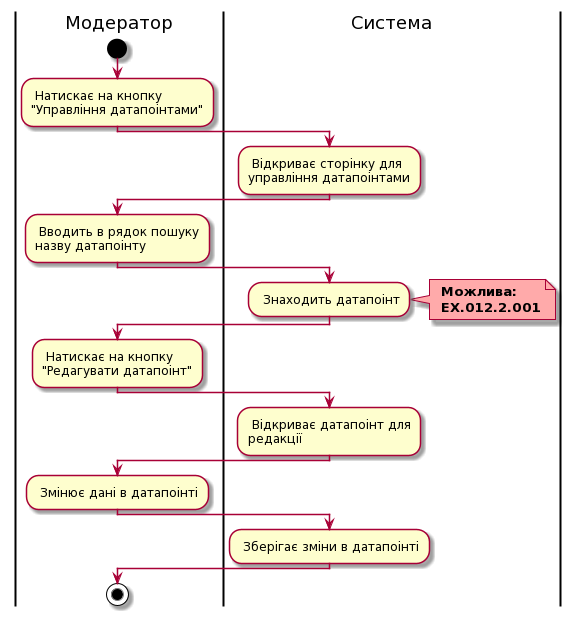 Модератор
Система
Натискає на кнопку
"Управління датапоінтами"
Відкриває сторінку для
управління датапоінтами
Вводить в рядок пошуку
назву датапоінту
Знаходить датапоінт
Можлива:
EX.012.2.001
Натискає на кнопку
"Редагувати датапоінт"
Відкриває датапоінт для
редакції
Змінює дані в датапоінті
Зберігає зміни в датапоінті